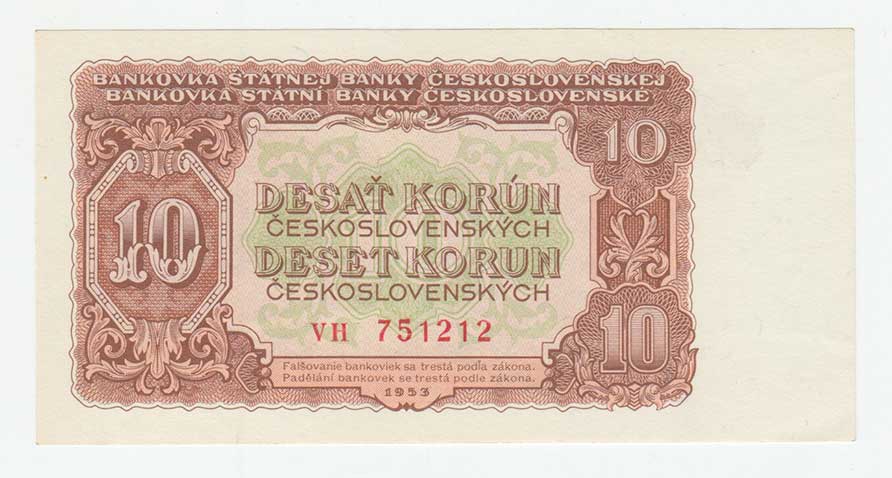 BANKOVKA ŠTÁTNEJ BANKY ČESKOSLOVENSKEJ
BANKOVKA STÁTNÍ BANKY ČESKOSLOVENSKÉ
10
10
DESAŤ KORÚN
ČESKOSLOVENSKÝCH
DESET KORUN
ČESKOSLOVENSKÝCH
VH 751212
10
Falšovanie bankoviek sa trestá podľa zákona.
Padělání bankovek se trestá podle zákona.
1953